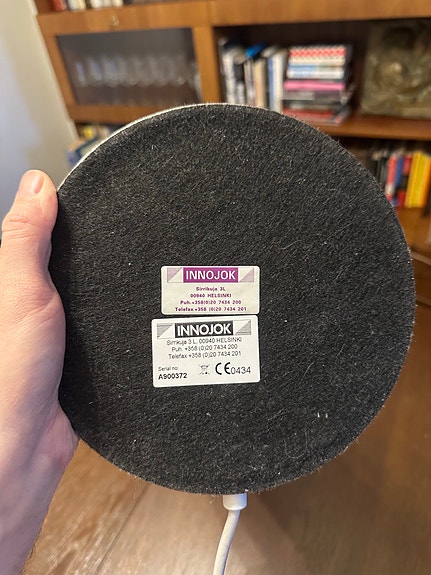 INNOJOK
Sirrikuja 3L
00940 HELSINKI
Puh.+358(0)20 7434 200
Telefax +358 (0)20 7434 201
INNOJOK
Sirrikuja 3 L, 00940 HELSINKI
Puh. +358 (0)20 7434 200
Telefax +358 (0)20 7434 201
Serial no:
A900372
CE0434